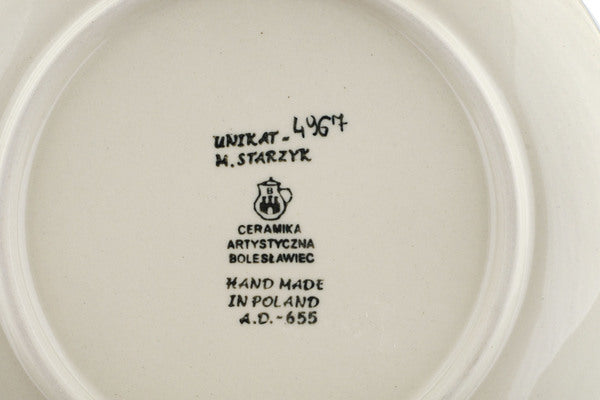 UNIKAT - 4967
M. STARZYK
B
CERAMIKA
ARTYSTYCZNA
BOLESŁAWIEC
HAND MADE
IN POLAND
A.D.-655